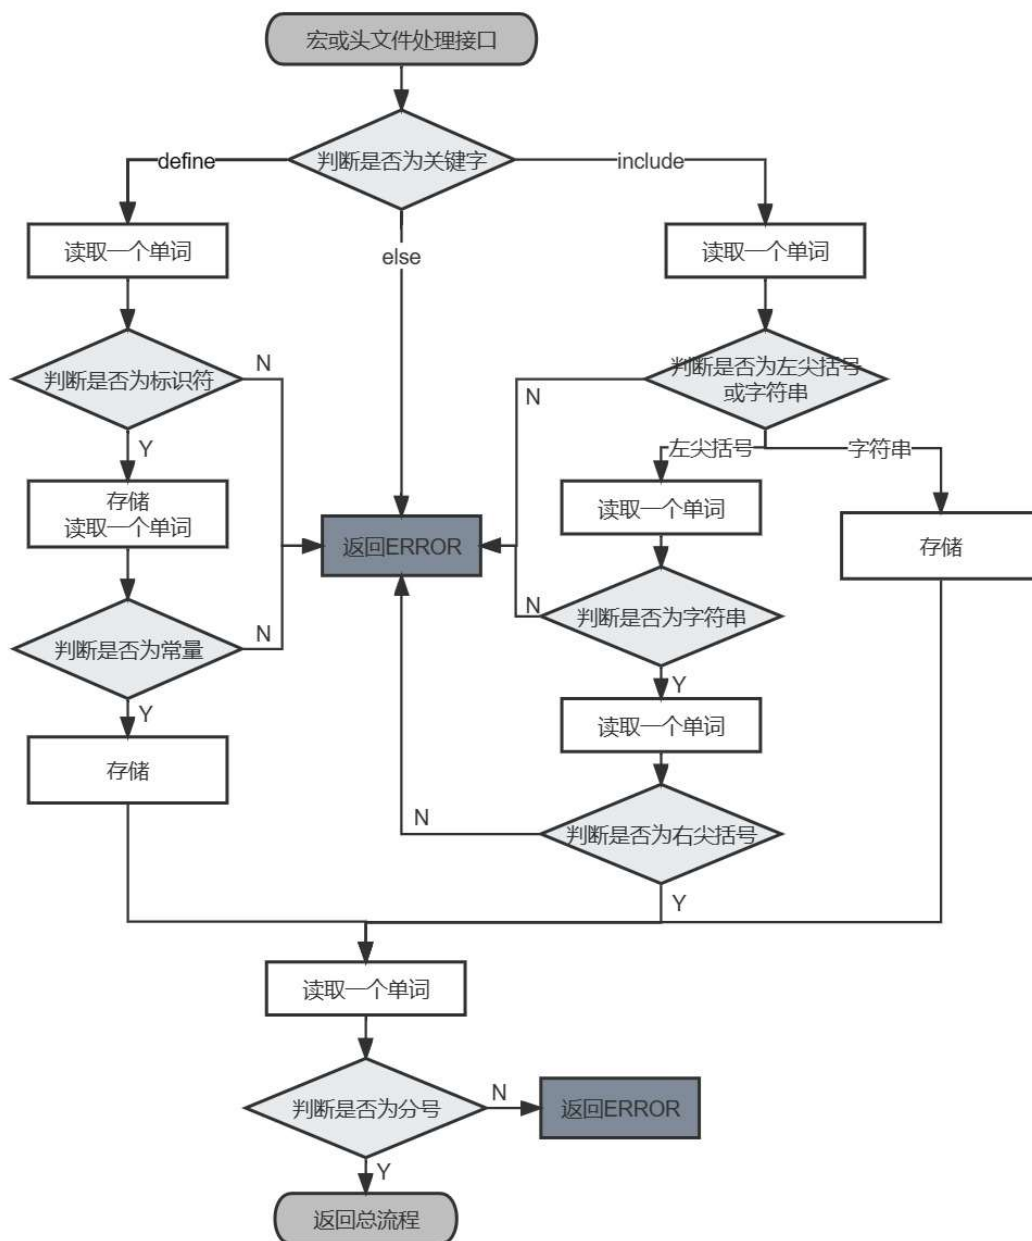 宏或头文件处理接口
判断是否为关键字
define
include
else
读取一个单词
读取一个单词
判断是否为标识符
N
判断是否为左尖括号
或字符串
N
Y
左尖括号
字符串
存储
读取一个单词
读取一个单词
返回ERROR
存储
判断是否为常量
N
N
判断是否为字符串
Y
Y
存储
读取一个单词
N
判断是否为右尖括号
Y
读取一个单词
判断是否为分号
N
返回ERROR
Y
返回总流程